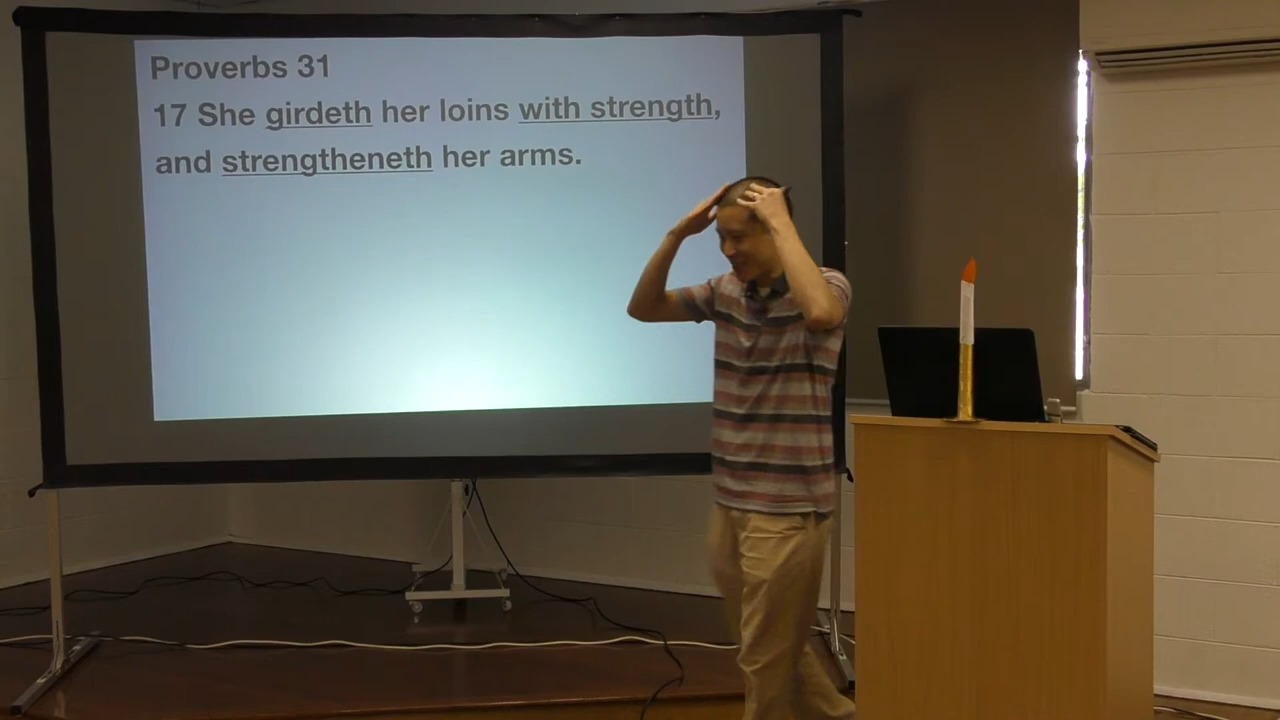 Proverbs 31
17 She girdeth her loins with strength,
and strengtheneth her arms.